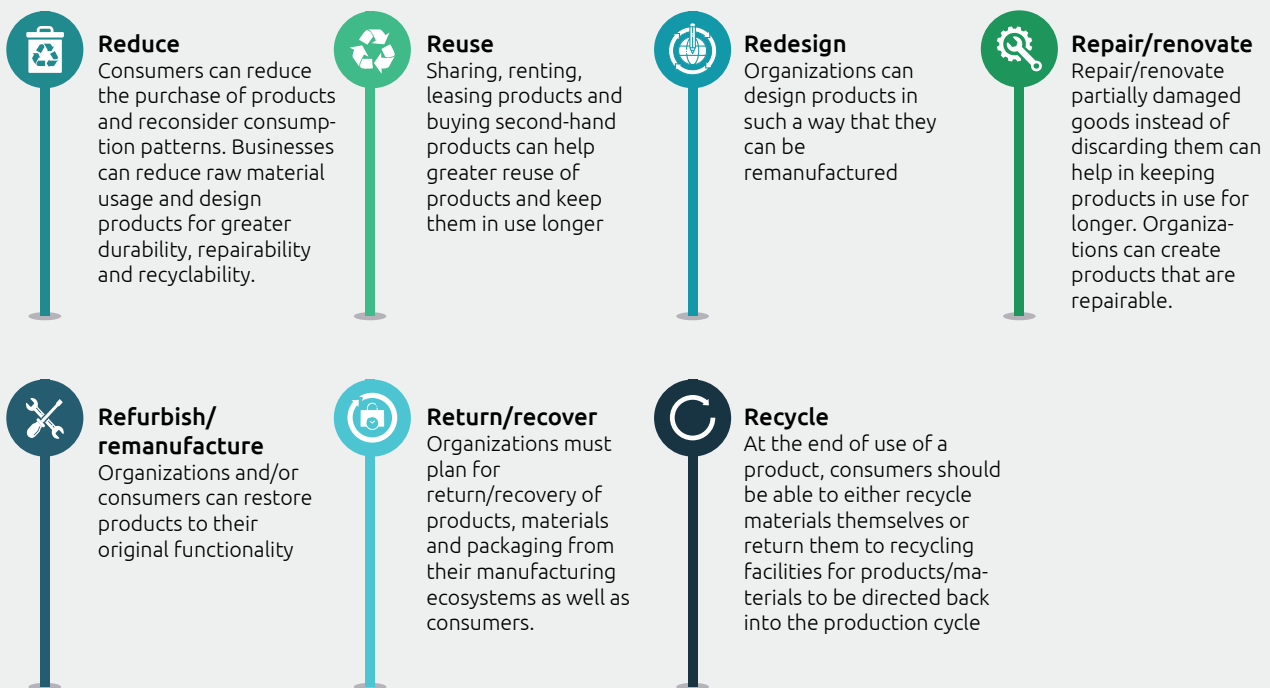 Reduce
Consumers can reduce
the purchase of products
and reconsider consump-
tion patterns. Businesses
can reduce raw material
usage and design
products for greater
durability, repairability
and recyclability.
Reuse
Sharing, renting,
leasing products and
buying second-hand
products can help
greater reuse of
products and keep
them in use longer
Redesign
Organizations can
design products in
such a way that they
can be
remanufactured
Repair/renovate
Repair/renovate
partially damaged
goods instead of
discarding them can
help in keeping
products in use for
longer. Organiza-
tions can create
products that are
repairable.
Refurbish/
remanufacture
Organizations and/or
consumers can restore
products to their
original functionality
Return/recover
Organizations must
plan for
return/recovery of
products, materials
and packaging from
their manufacturing
ecosystems as well as
consumers.
Recycle
At the end of use of a
product, consumers should
be able to either recycle
materials themselves or
return them to recycling
facilities for products/ma-
terials to be directed back
into the production cycle